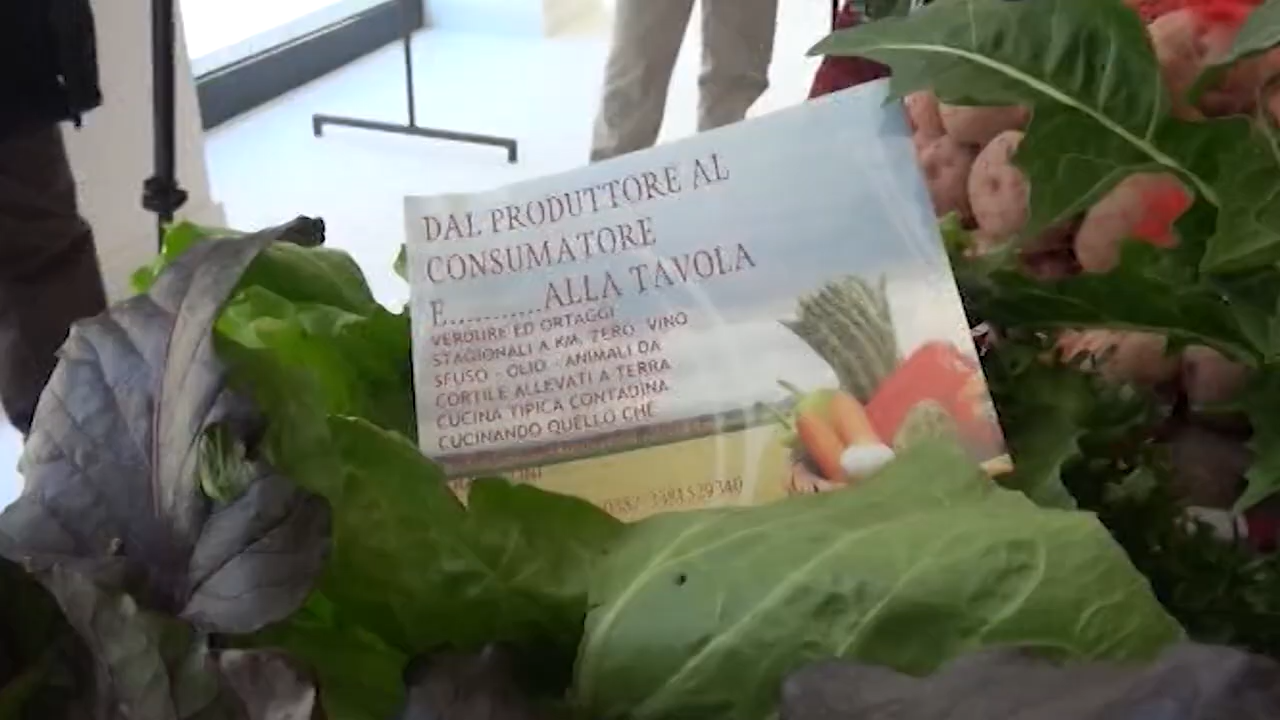 DAL PRODUTTORE AL
CONSUMATORE
E..........ALLA TAVOLA
VERDURE ED ORTAGGI
STAGIONALI A KM. ZERO VINO
SFUSO - OLIO - ANIMALI DA
CORTILE ALLEVATI A TERRA
CUCINA TIPICA CONTADINA
CUCINANDO QUELLO CHE
3381529340